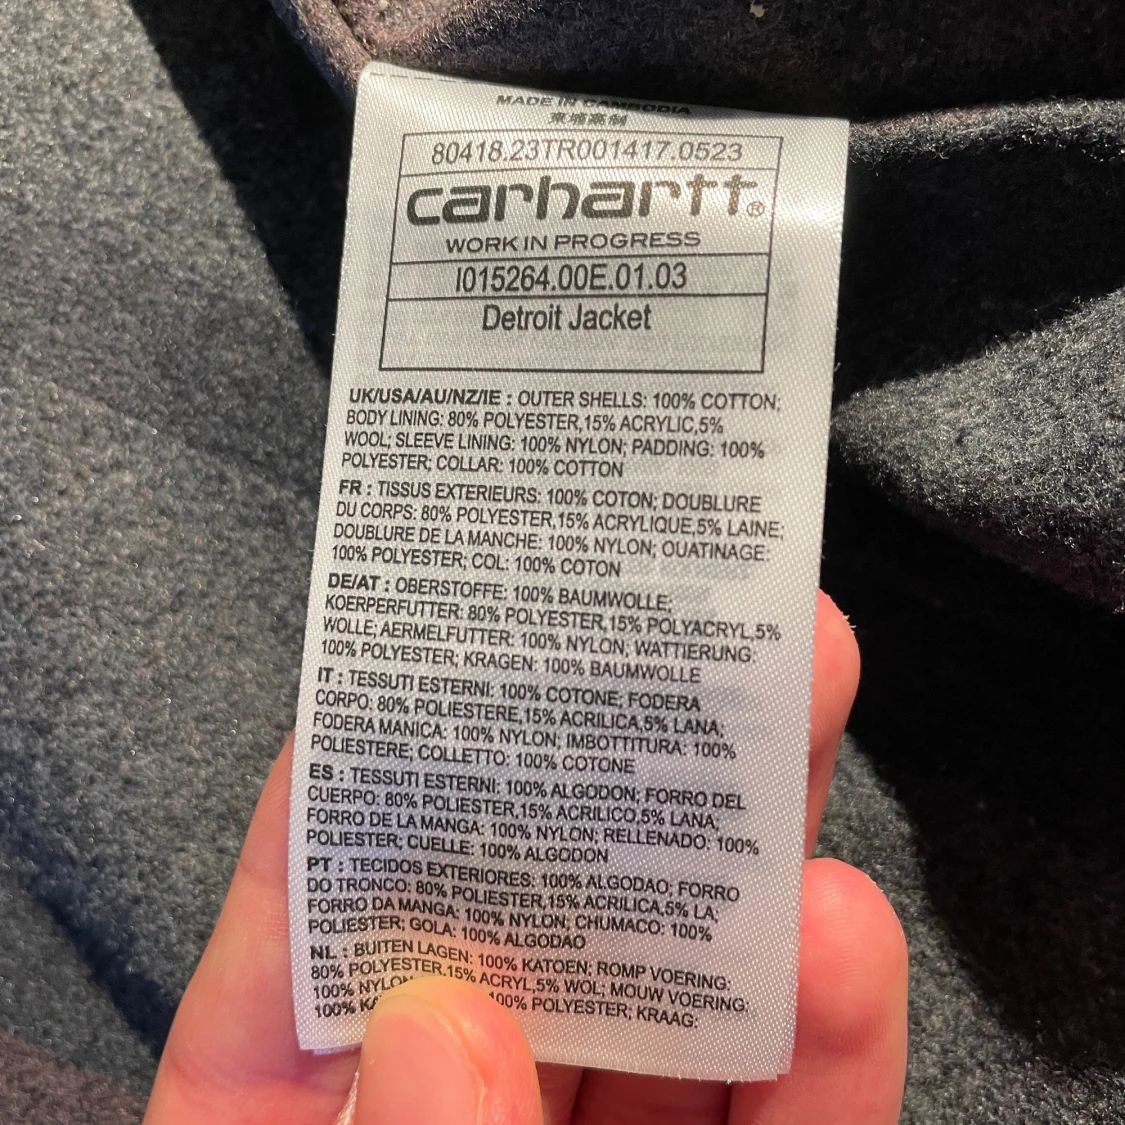 MADE IN CAMBODIA
柬埔寨制
80418.23TR001417.0523
carhartt®
WORK IN PROGRESS
I015264.00E.01.03
Detroit Jacket
UK/USA/AU/NZ/IE : OUTER SHELLS: 100% COTTON;
BODY LINING: 80% POLYESTER,15% ACRYLIC,5%
WOOL; SLEEVE LINING: 100% NYLON; PADDING: 100%
POLYESTER; COLLAR: 100% COTTON
FR : TISSUS EXTERIEURS: 100% COTON; DOUBLURE
DU CORPS: 80% POLYESTER,15% ACRYLIQUE,5% LAINE;
DOUBLURE DE LA MANCHE: 100% NYLON; OUATINAGE:
100% POLYESTER; COL: 100% COTON
DE/AT : OBERSTOFFE: 100% BAUMWOLLE;
KOERPERFUTTER: 80% POLYESTER,15% POLYACRYL,5%
WOLLE; AERMELFUTTER: 100% NYLON; WATTIERUNG:
100% POLYESTER; KRAGEN: 100% BAUMWOLLE
IT : TESSUTI ESTERNI: 100% COTONE; FODERA
CORPO: 80% POLIESTERE,15% ACRILICA,5% LANA;
FODERA MANICA: 100% NYLON; IMBOTTITURA: 100%
POLIESTERE; COLLETTO: 100% COTONE
ES : TESSUTI ESTERNI: 100% ALGODON; FORRO DEL
CUERPO: 80% POLIESTER,15% ACRILICO,5% LANA,
FORRO DE LA MANGA: 100% NYLON; RELLENADO: 100%
POLIESTER; CUELLE: 100% ALGODON
PT : TECIDOS EXTERIORES: 100% ALGODAO; FORRO
DO TRONCO: 80% POLIESTER,15% ACRILICA,5% LA;
FORRO DA MANGA: 100% NYLON; CHUMACO: 100%
POLIESTER; GOLA: 100% ALGODAO
NL : BUITEN LAGEN: 100% KATOEN; ROMP VOERING:
80% POLYESTER,15% ACRYL,5% WOL; MOUW VOERING:
100% NYLON 100% POLYESTER; KRAAG:
100%